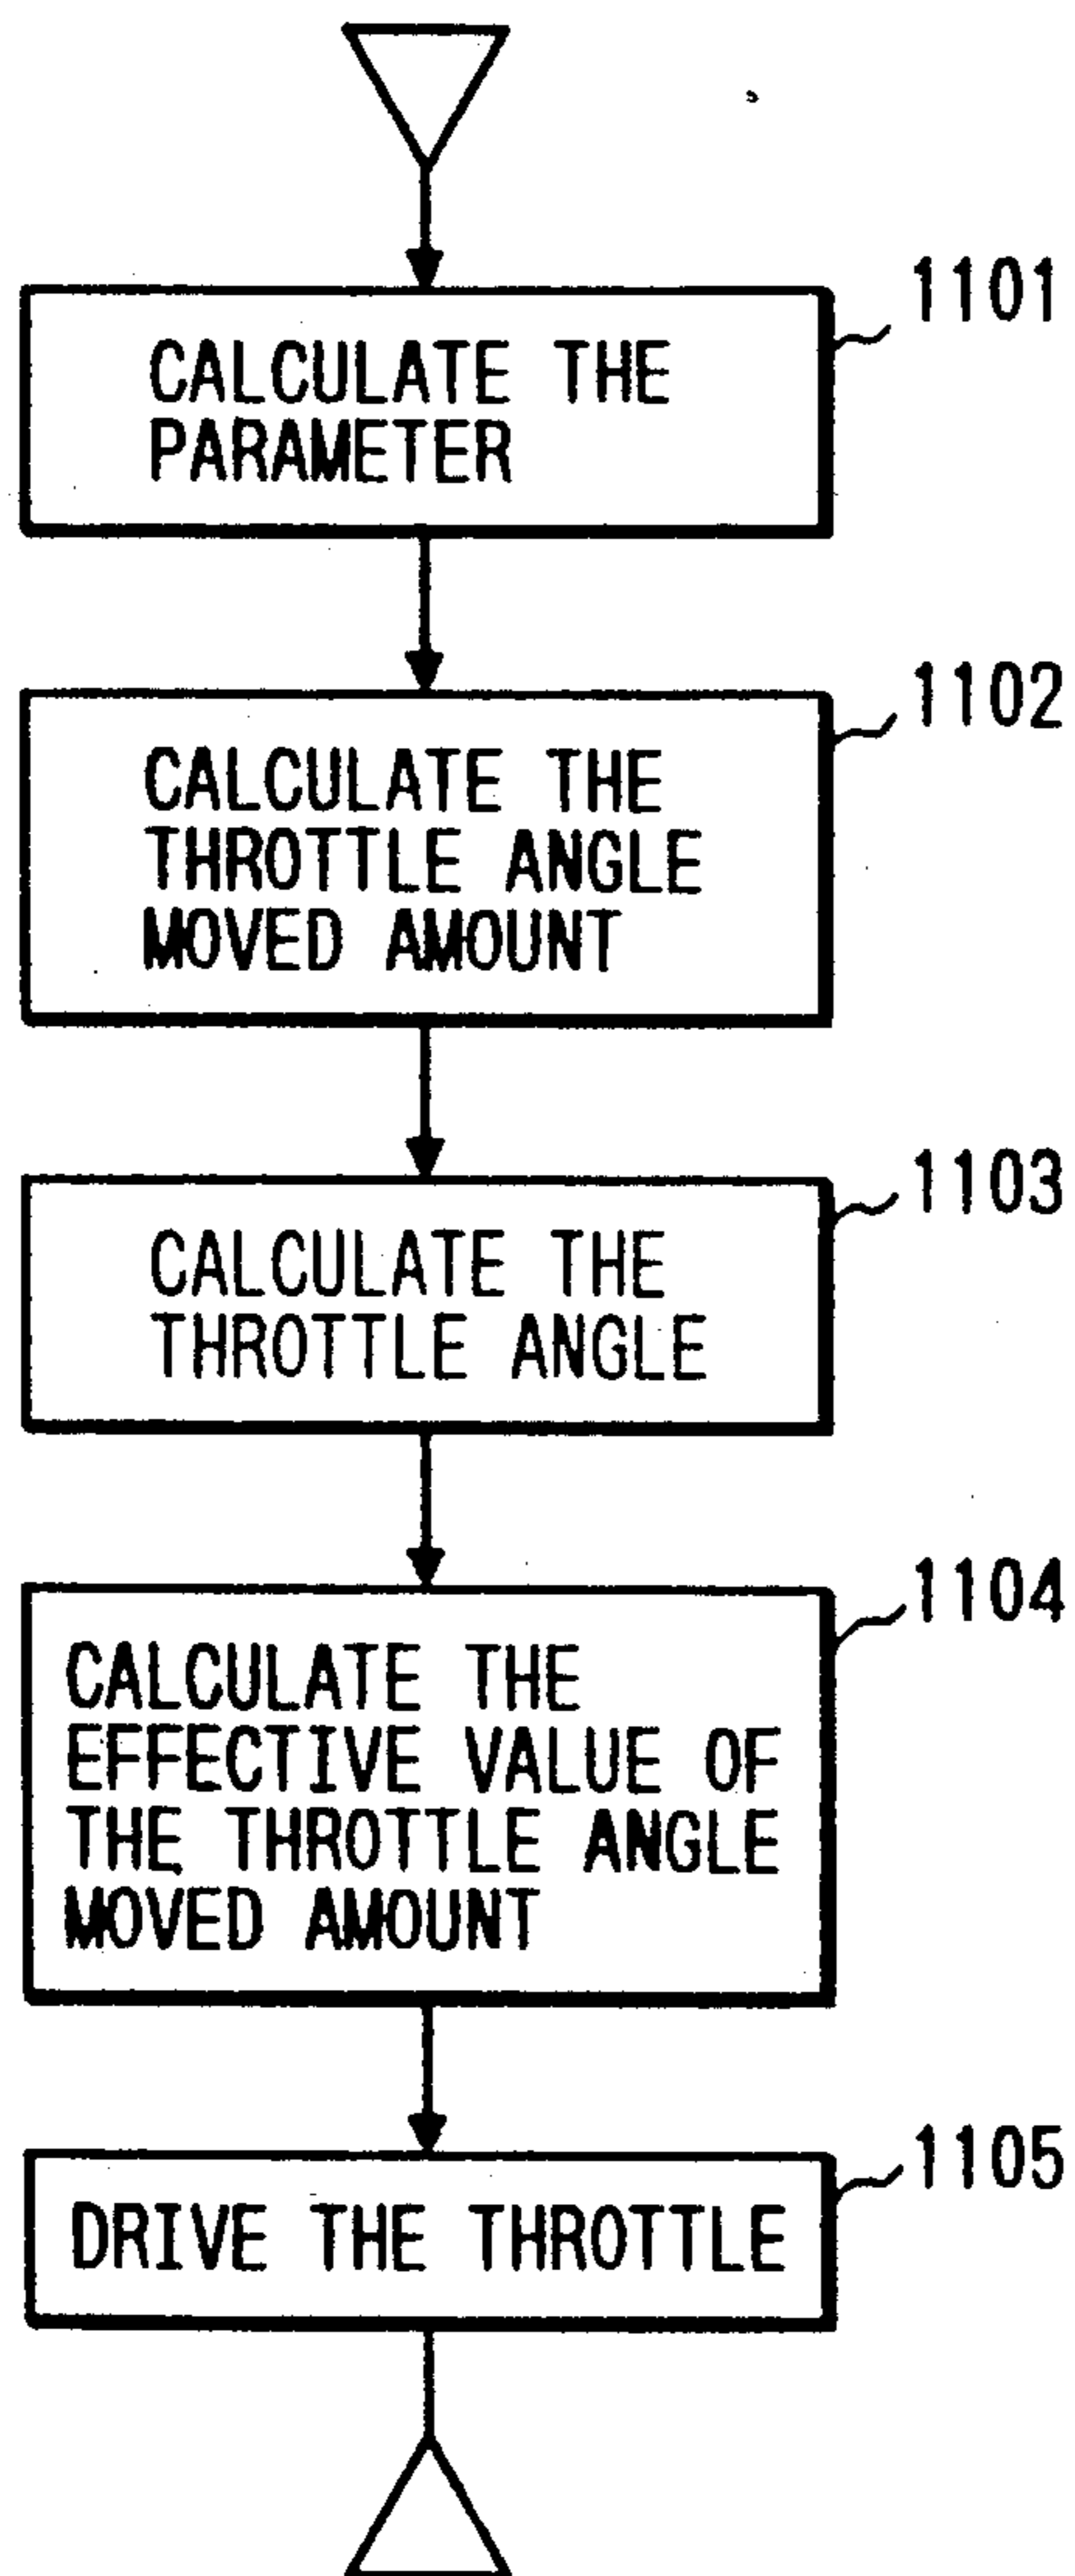 1101
CALCULATE THE
PARAMETER
1102
CALCULATE THE
THROTTLE ANGLE
MOVED AMOUNT
1103
CALCULATE THE
THROTTLE ANGLE
1104
CALCULATE THE
EFFECTIVE VALUE OF
THE THROTTLE ANGLE
MOVED AMOUNT
1105
DRIVE THE THROTTLE